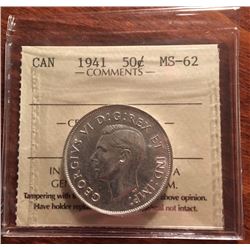 CAN 1941 50¢ MS-62
COMMENTS
GEORGIVS VI D:G:REX ET IND:IMP:
IN A
GE M.
Tampering with above opinion.
Have holder not intact.